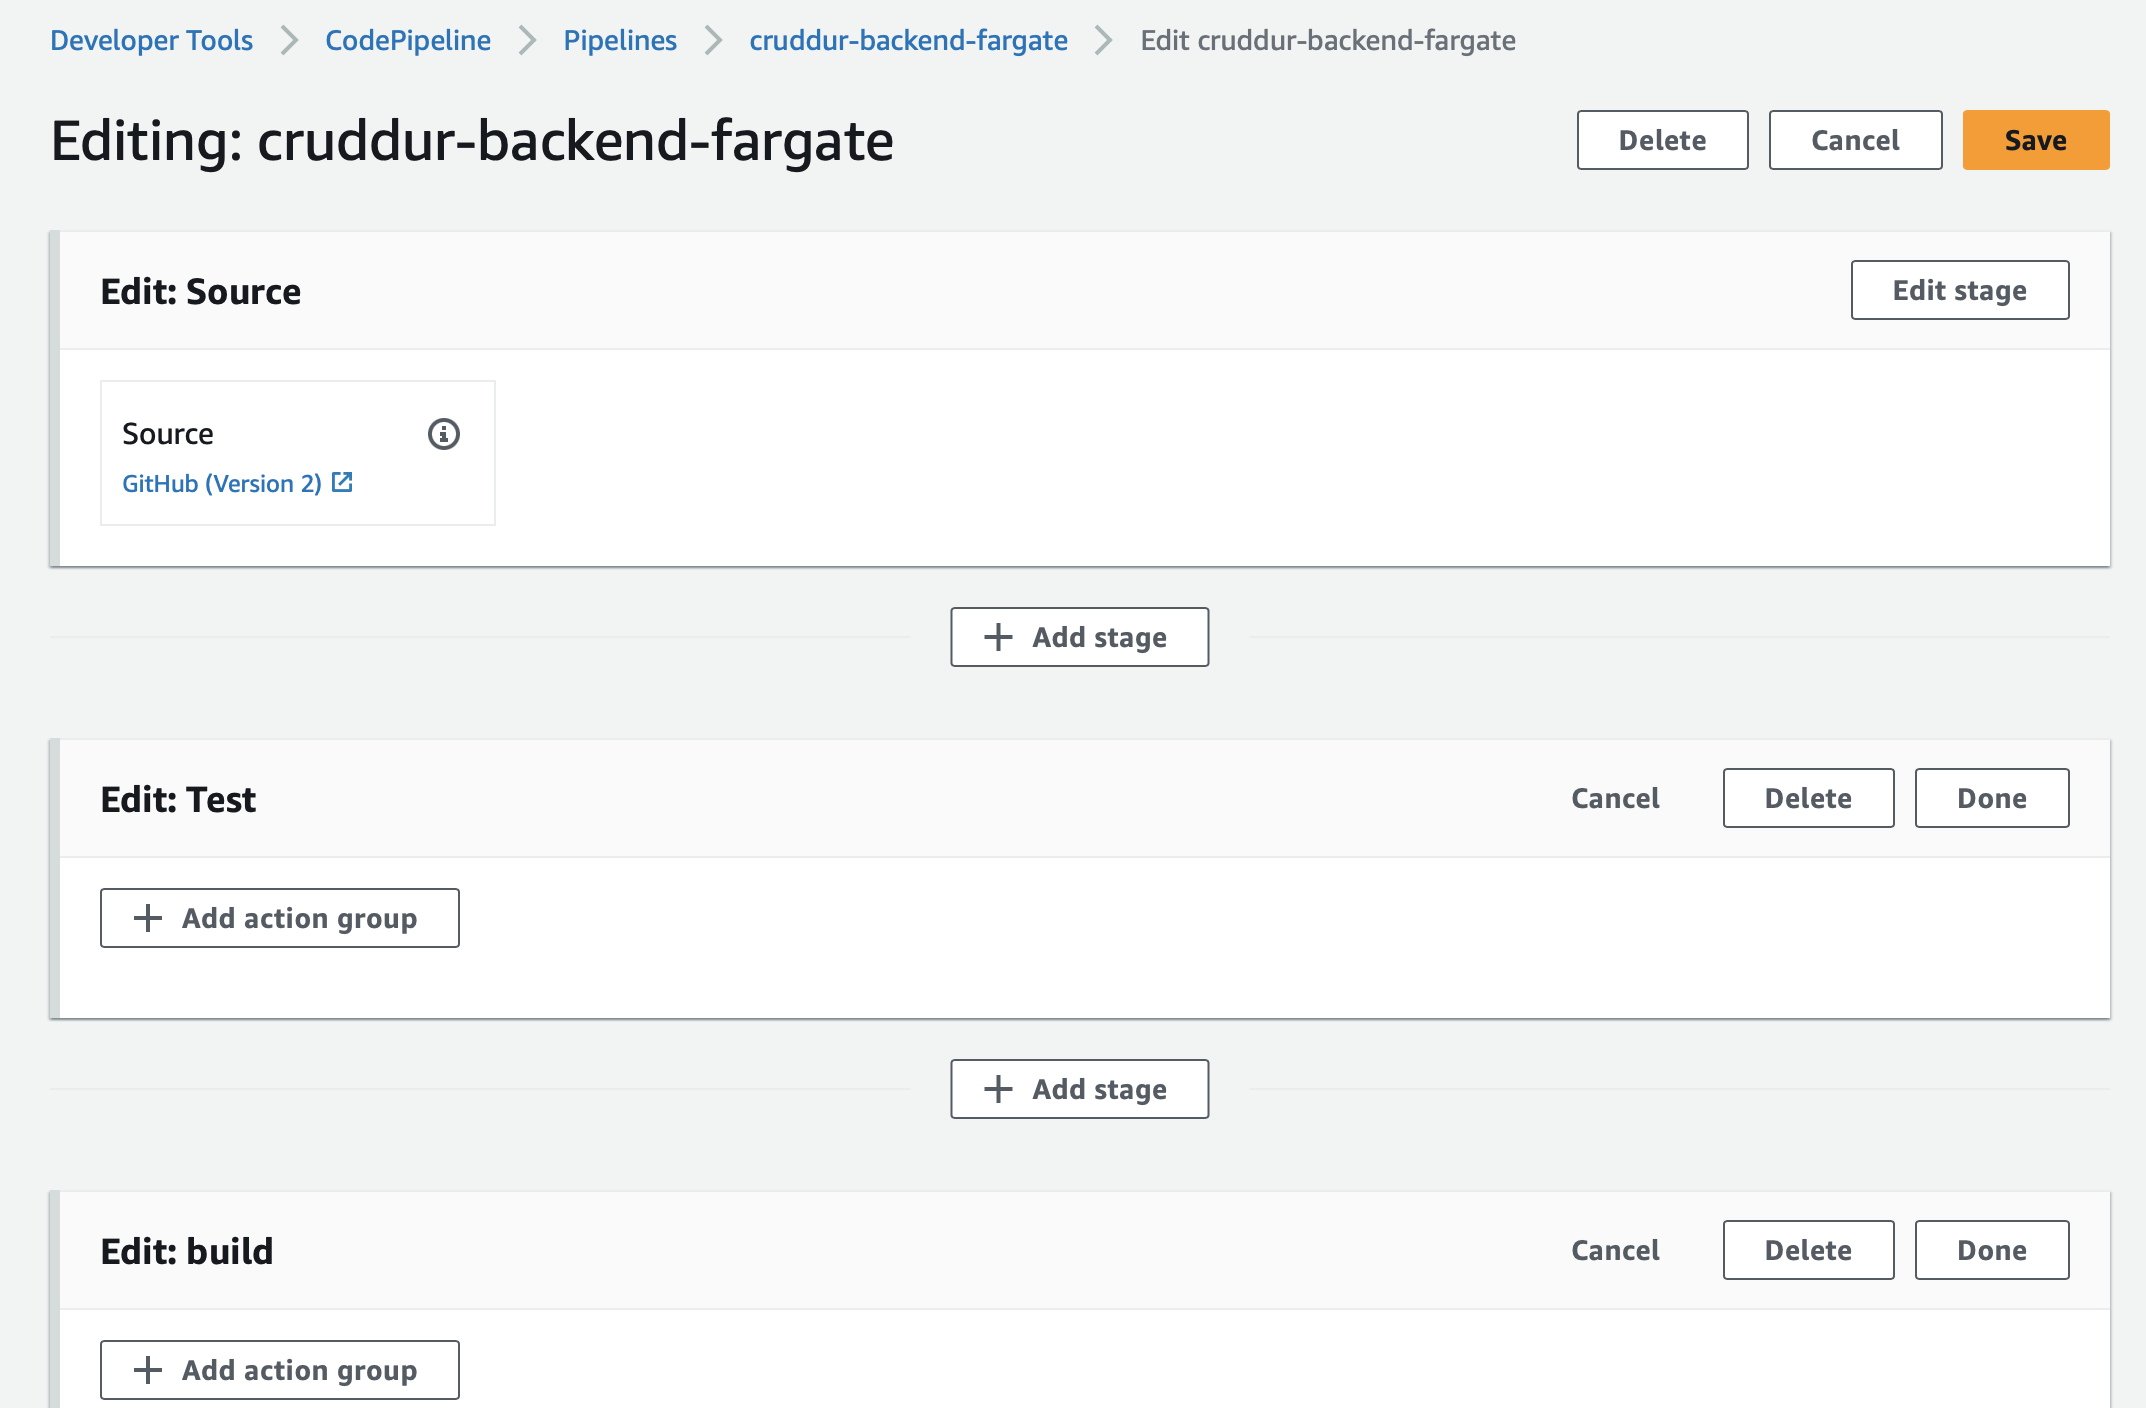 Developer Tools > CodePipeline > Pipelines > cruddur-backend-fargate > Edit cruddur-backend-fargate
Editing: cruddur-backend-fargate
Delete
Cancel
Save
Edit: Source
Edit stage
Source
GitHub (Version 2)
+ Add stage
Edit: Test
Cancel
Delete
Done
+ Add action group
+ Add stage
Edit: build
Cancel
Delete
Done
+ Add action group